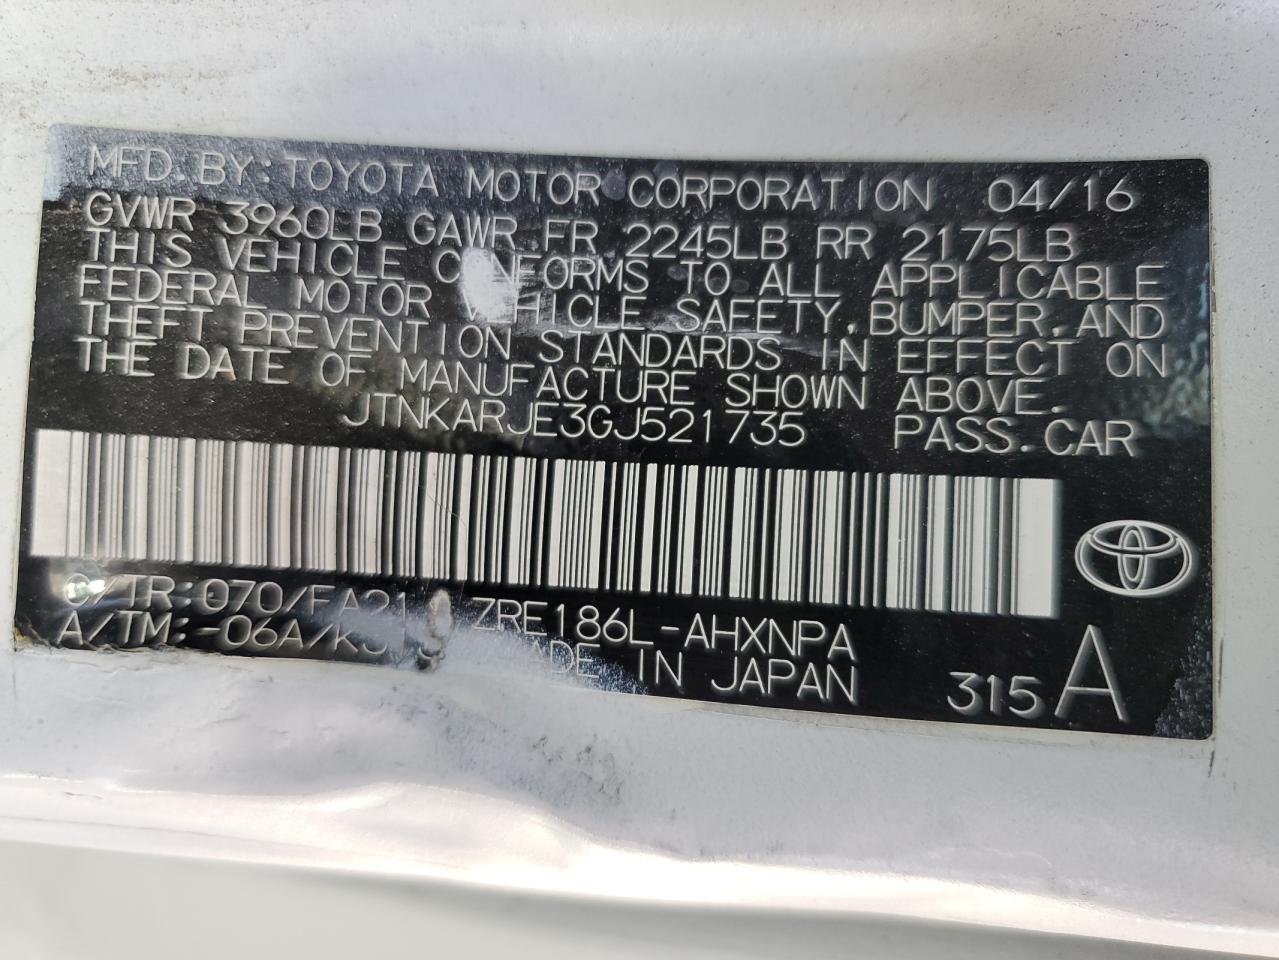 MFD. BY: TOYOTA MOTOR CORPORATION 04/16
GVWR 3960LB GAWR FR 2245LB RR 2175LB
THIS VEHICLE CONFORMS TO ALL APPLICABLE
FEDERAL MOTOR VEHICLE SAFETY, BUMPER, AND
THEFT PREVENTION STANDARDS IN EFFECT ON
THE DATE OF MANUFACTURE SHOWN ABOVE.
JTNKARJE3GJ521735 PASS. CAR
C/TR: 070/FA21 ZRE186L-AHXNPA
A/TM: -06A/ MADE IN JAPAN
315 A